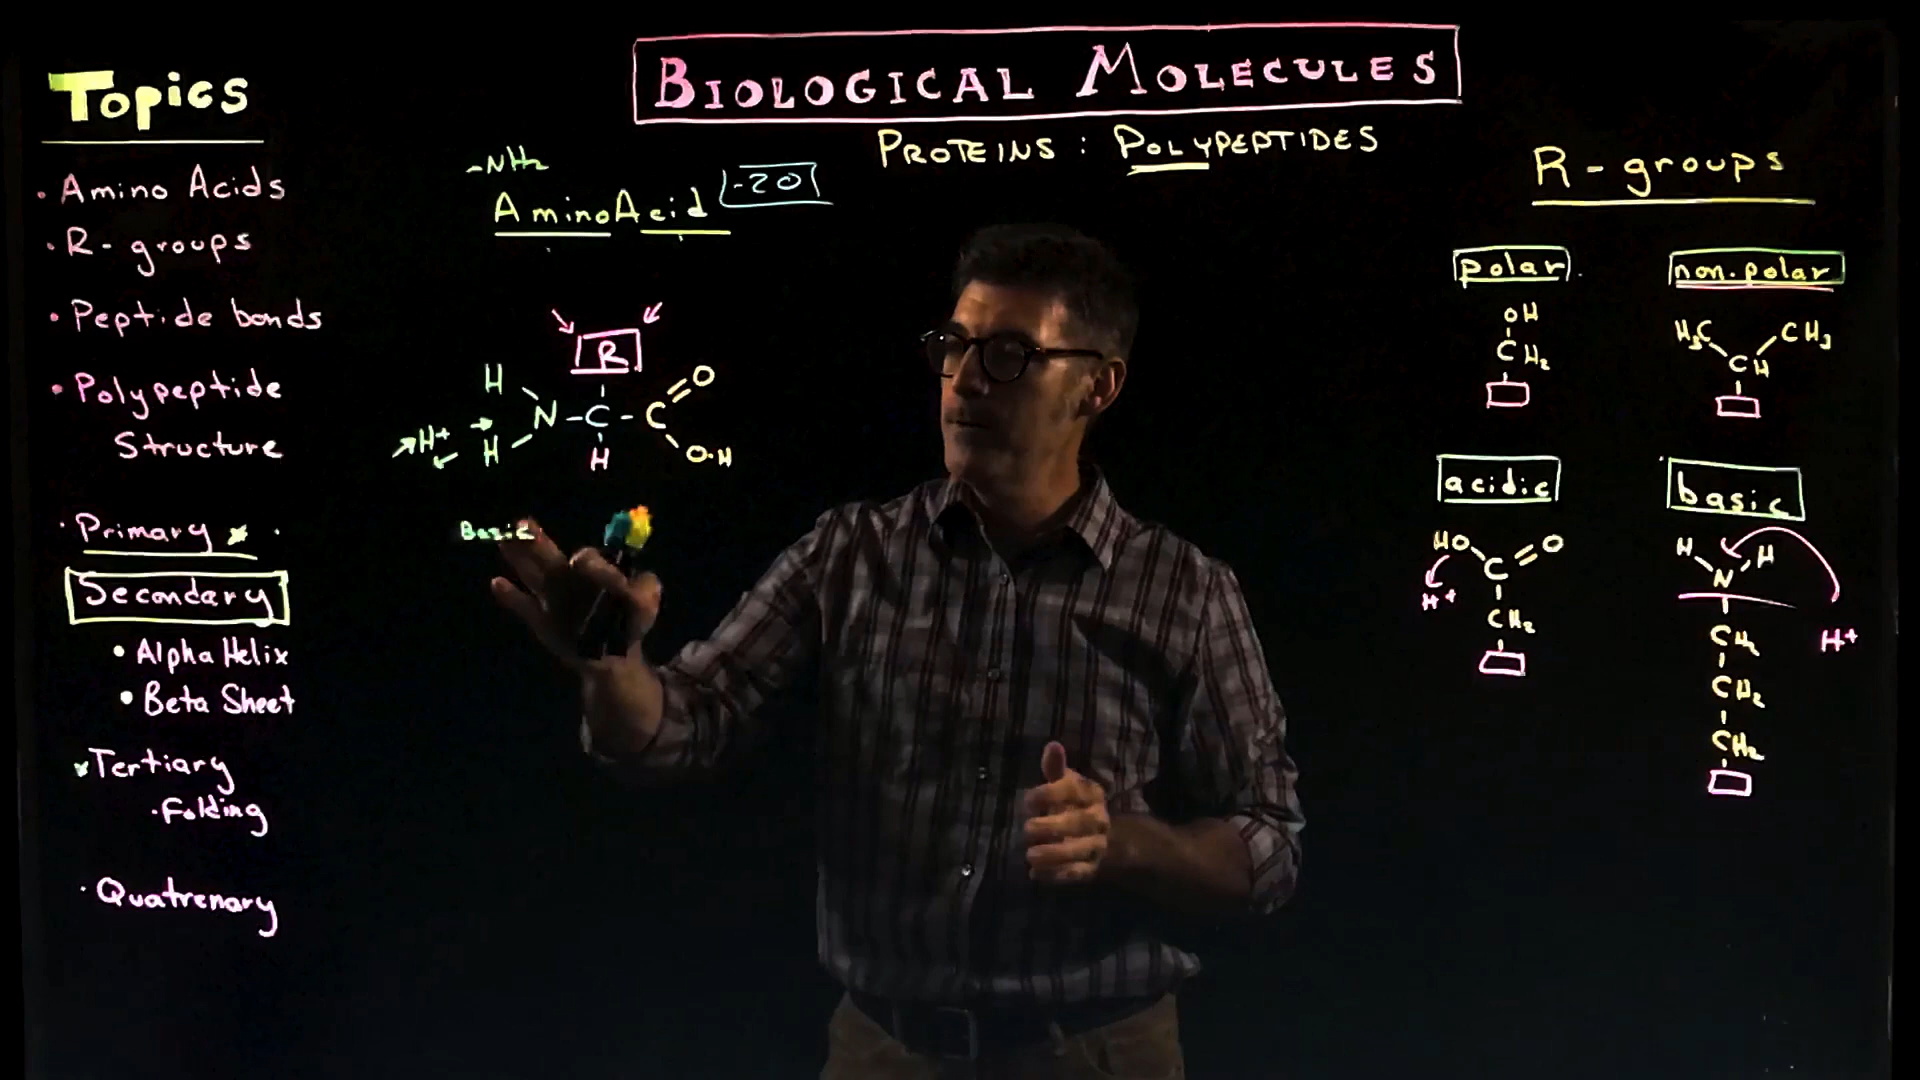 BIOLOGICAL MOLECULES
PROTEINS : POLYPEPTIDES
Topics
• Amino Acids
• R-groups
• Peptide bonds
• Polypeptide
Structure
• Primary
Secondary
• Alpha Helix
• Beta Sheet
Tertiary
• Folding
• Quatrenary
-NH2
Amino Acid
-20
R
H
N-C-C
O
H+
H
H
O-H
Basic
R-groups
polar
OH
CH2
non-polar
H3C
CH3
CH
acidic
HO
C
O
H+
CH2
basic
H
H
N
H+
CH2
CH2
CH2